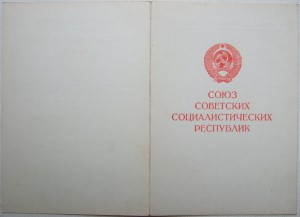 СОЮЗ
СОВЕТСКИХ
СОЦИАЛИСТИЧЕСКИХ
РЕСПУБЛИК